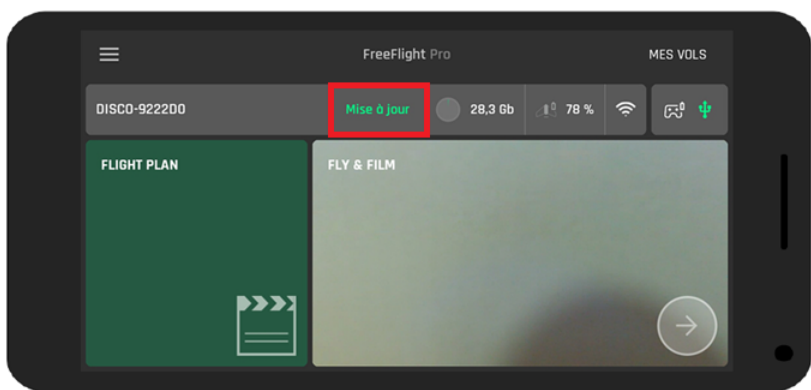 FreeFlight Pro
MES VOLS
DISCO-9222D0
Mise à jour
28,3 Gb
78 %
FLIGHT PLAN
FLY & FILM